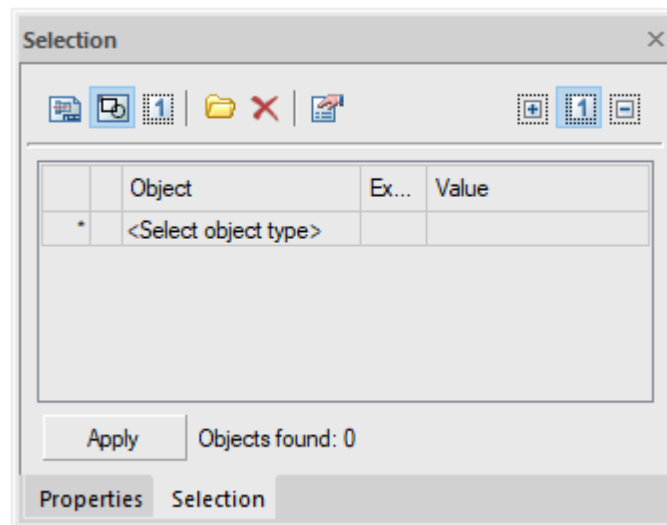 Selection
1 1
Object Ex... Value
* <Select object type>
Apply Objects found: 0
Properties Selection